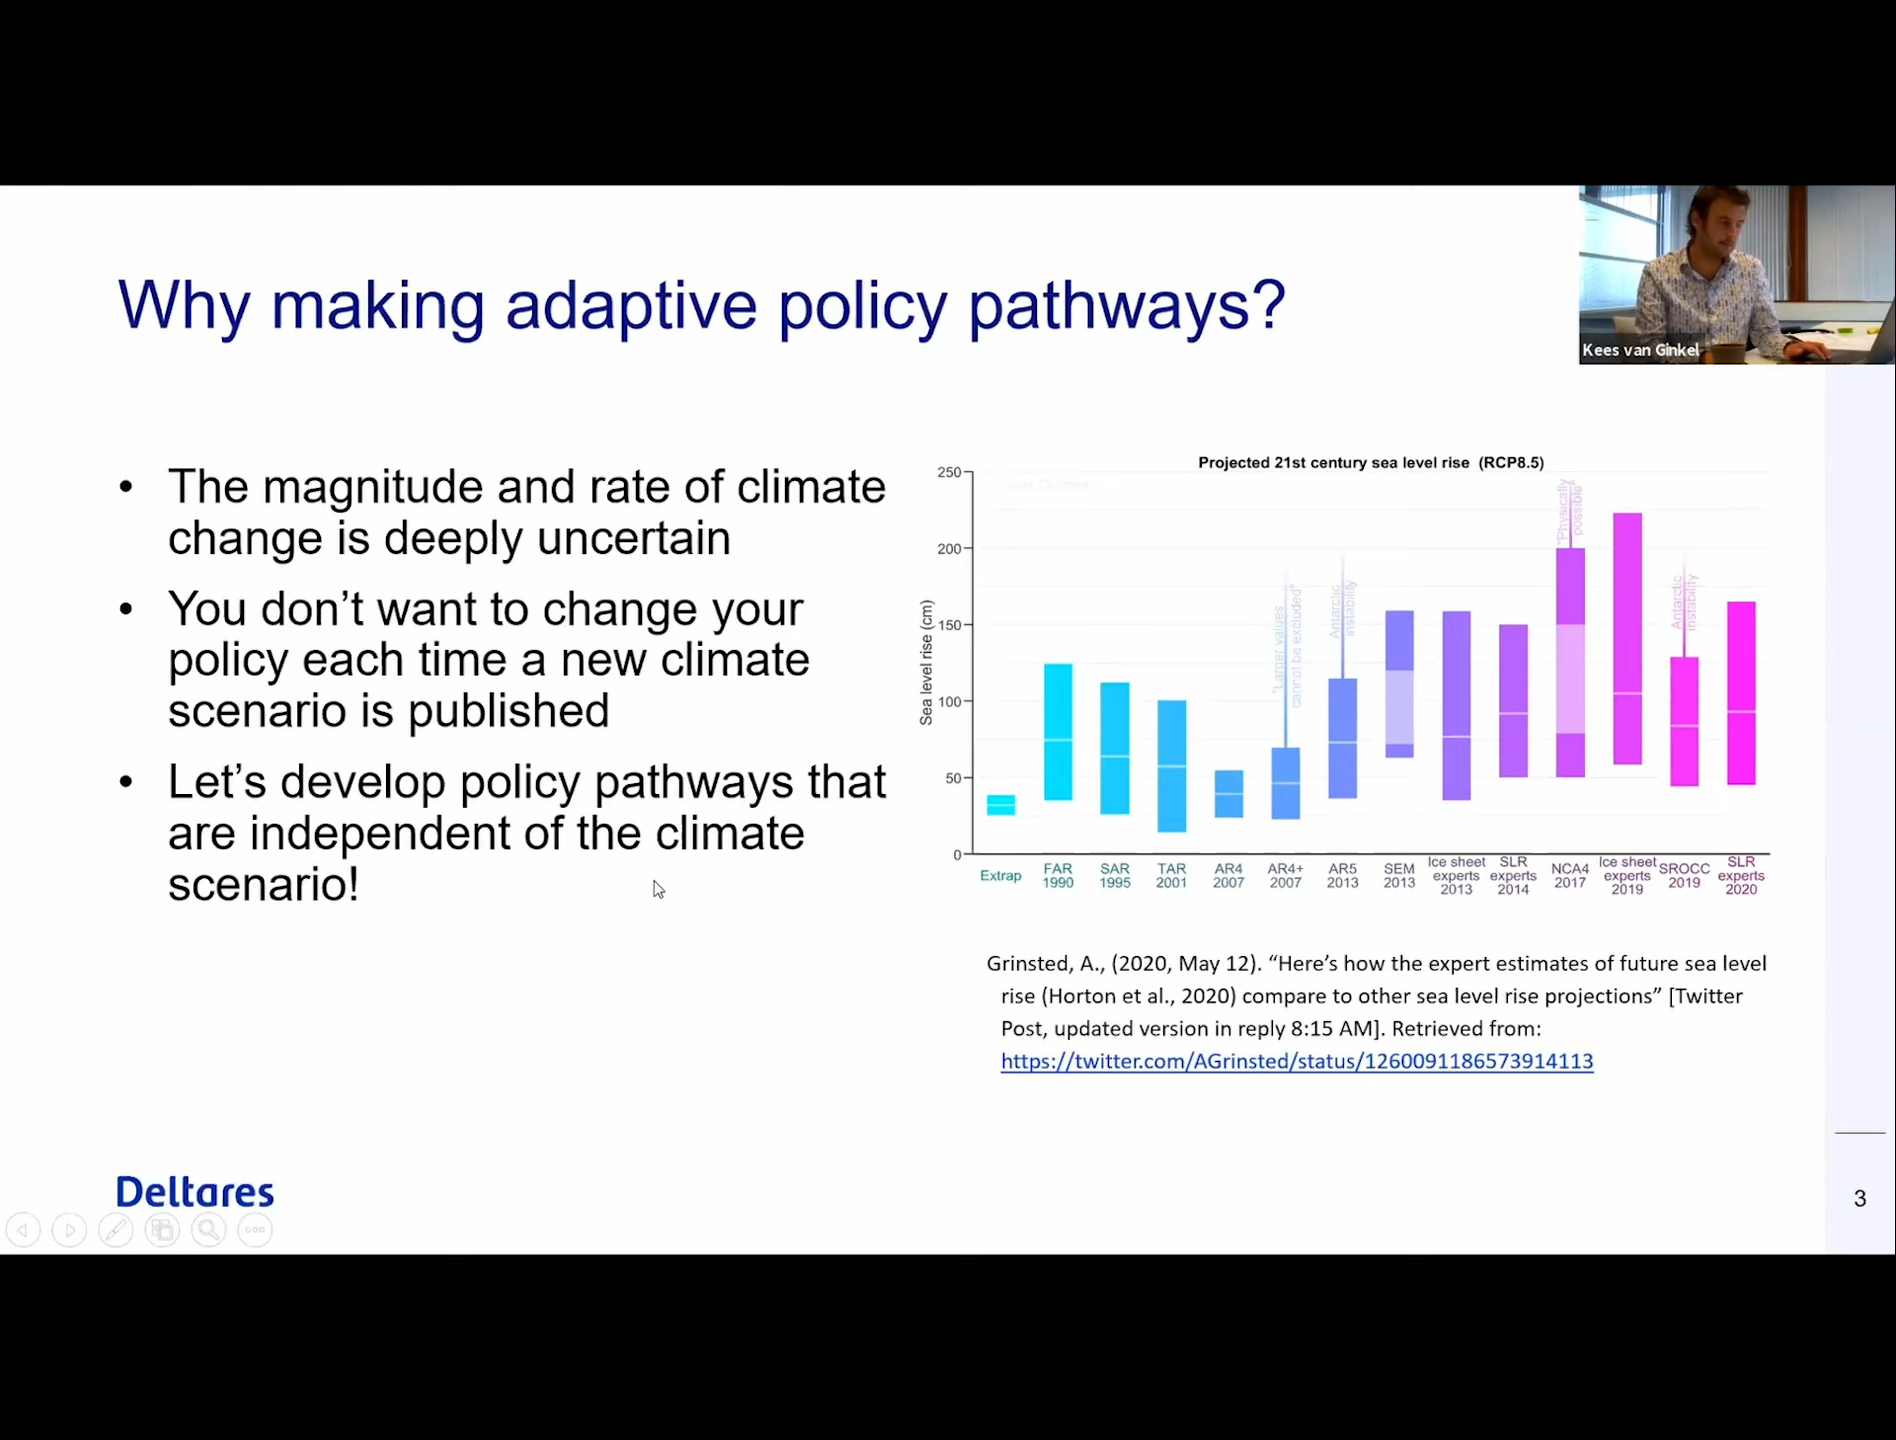 Why making adaptive policy pathways?
Kees van Ginkel
• The magnitude and rate of climate
change is deeply uncertain
• You don’t want to change your
policy each time a new climate
scenario is published
• Let’s develop policy pathways that
are independent of the climate
scenario!
Projected 21st century sea level rise (RCP8.5)
Sea level rise (cm)
250
200
150
100
50
0
"Larger values
cannot be excluded"
Antarctic
instability
"Physically
possible"
Antarctic
instability
Extrap
FAR
1990
SAR
1995
TAR
2001
AR4
2007
AR4+
2007
AR5
2013
SEM
2013
Ice sheet
experts
2013
SLR
experts
2014
NCA4
2017
Ice sheet
experts
2019
SROCC
2019
SLR
experts
2020
Grinsted, A., (2020, May 12). “Here’s how the expert estimates of future sea level
rise (Horton et al., 2020) compare to other sea level rise projections” [Twitter
Post, updated version in reply 8:15 AM]. Retrieved from:
https://twitter.com/AGrinsted/status/1260091186573914113
Deltares
3